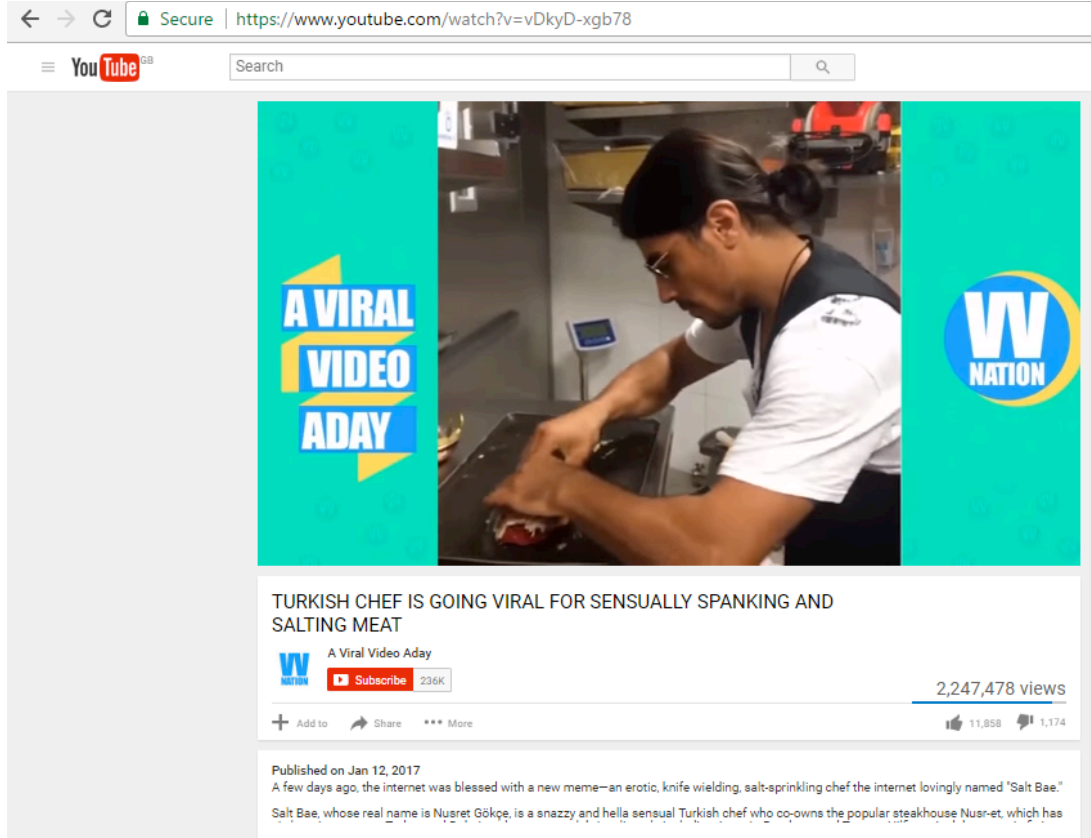 Secure
https://www.youtube.com/watch?v=vDkyD-xgb78
YouTube GB
Search
A VIRAL
VIDEO
ADAY
VV
NATION
TURKISH CHEF IS GOING VIRAL FOR SENSUALLY SPANKING AND
SALTING MEAT
VV
NATION
A Viral Video Aday
Subscribe 236K
2,247,478 views
Add to Share More
11,858 1,174
Published on Jan 12, 2017
A few days ago, the internet was blessed with a new meme—an erotic, knife wielding, salt-sprinkling chef the internet lovingly named "Salt Bae."
Salt Bae, whose real name is Nusret Gökçe, is a snazzy and hella sensual Turkish chef who co-owns the popular steakhouse Nusr-et, which has